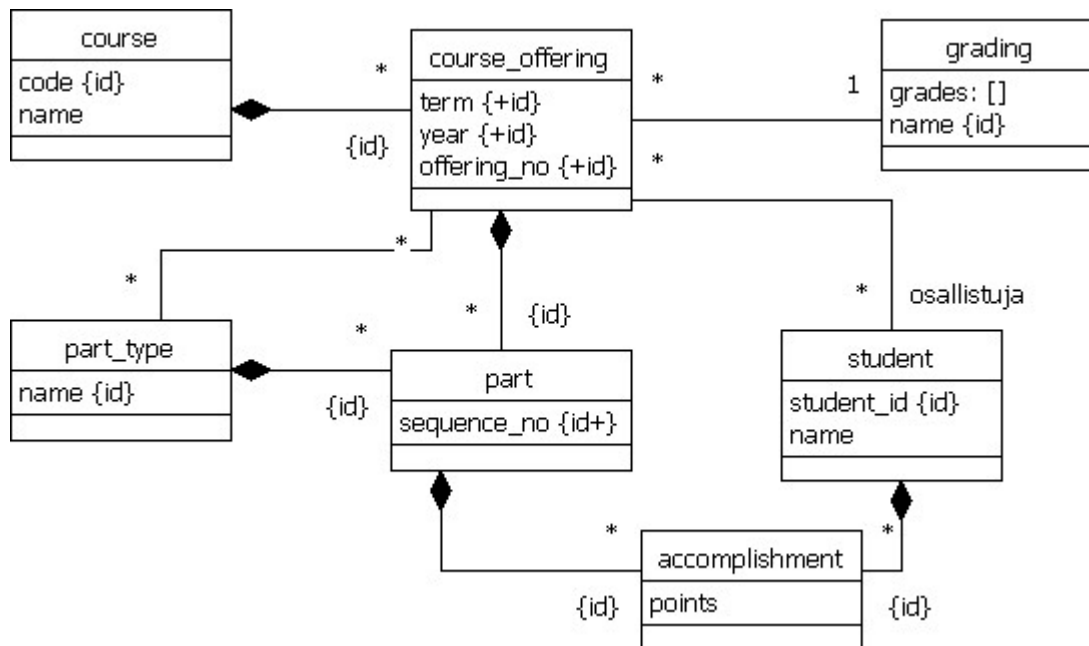 course
code {id}
name
*
{id}
course_offering
term {+id}
year {+id}
offering_no {+id}
*
1
grading
grades: []
name {id}
*
*
*
*
{id}
*
osallistuja
part_type
name {id}
*
{id}
part
sequence_no {id+}
student
student_id {id}
name
*
*
accomplishment
points
{id}
{id}